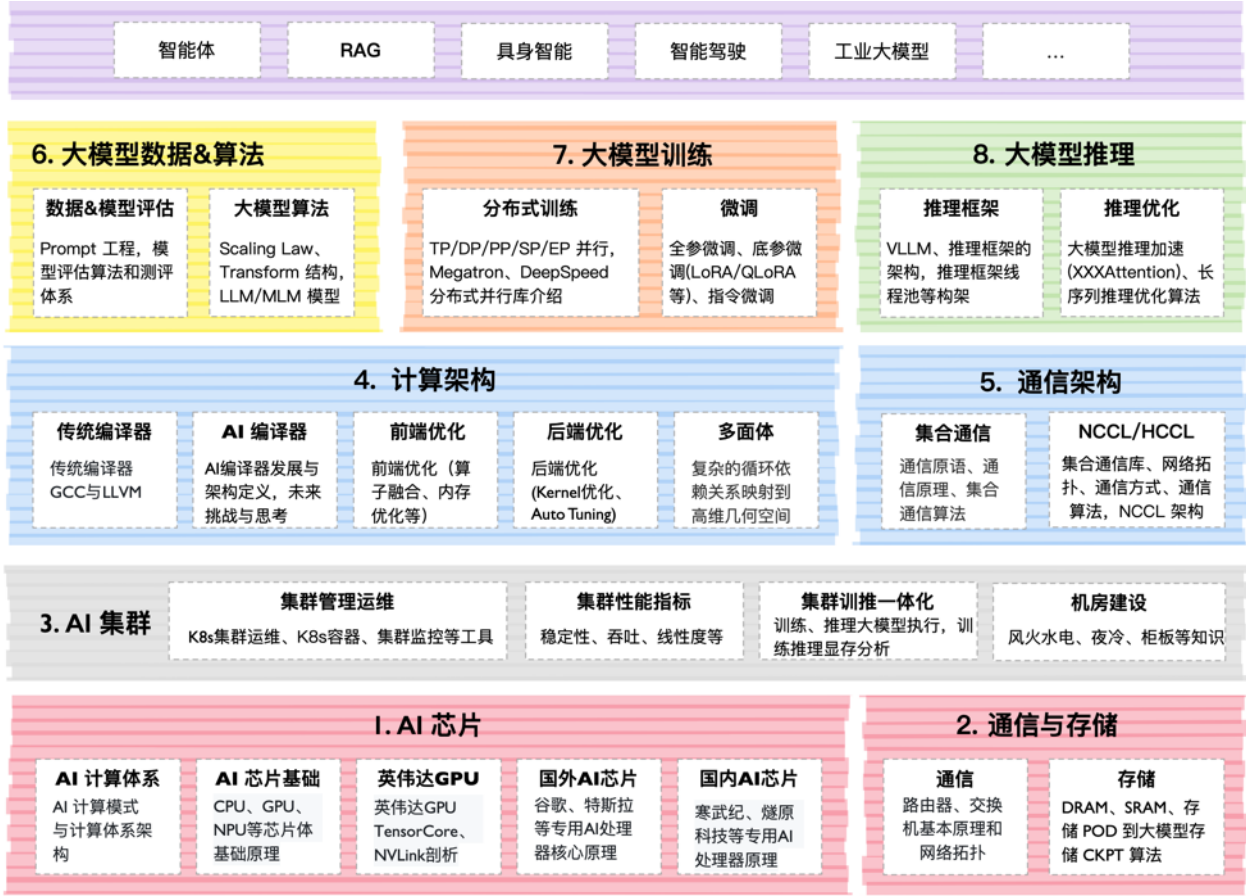 智能体
RAG
具身智能
智能驾驶
工业大模型
...
6. 大模型数据&算法
数据&模型评估
Prompt 工程，模
型评估算法和测评
体系
大模型算法
Scaling Law、
Transform 结构，
LLM/MLM 模型
7. 大模型训练
分布式训练
TP/DP/PP/SP/EP 并行，
Megatron、DeepSpeed
分布式并行库介绍
微调
全参微调、底参微
调(LoRA/QLoRA
等)、指令微调
8. 大模型推理
推理框架
VLLM、推理框架的
架构，推理框架线
程池等构架
推理优化
大模型推理加速
(XXXAttention)、长
序列推理优化算法
4. 计算架构
传统编译器
传统编译器
GCC与LLVM
AI 编译器
AI编译器发展与
架构定义，未来
挑战与思考
前端优化
前端优化（算
子融合、内存
优化等）
后端优化
后端优化
(Kernel优化、
Auto Tuning)
多面体
复杂的循环依
赖关系映射到
高维几何空间
5. 通信架构
集合通信
通信原语、通
信原理、集合
通信算法
NCCL/HCCL
集合通信库、网络拓
扑、通信方式、通信
算法，NCCL 架构
3. AI 集群
集群管理运维
K8s集群运维、K8s容器、集群监控等工具
集群性能指标
稳定性、吞吐、线性度等
集群训推一体化
训练、推理大模型执行，训
练推理显存分析
机房建设
风火水电、夜冷、柜板等知识
1. AI 芯片
AI 计算体系
AI 计算模式
与计算体系架
构
AI 芯片基础
CPU、GPU、
NPU等芯片体
基础原理
英伟达GPU
英伟达GPU
TensorCore、
NVLink剖析
国外AI芯片
谷歌、特斯拉
等专用AI处理
器核心原理
国内AI芯片
寒武纪、燧原
科技等专用AI
处理器原理
2. 通信与存储
通信
路由器、交换
机基本原理和
网络拓扑
存储
DRAM、SRAM、存
储 POD 到大模型存
储 CKPT 算法